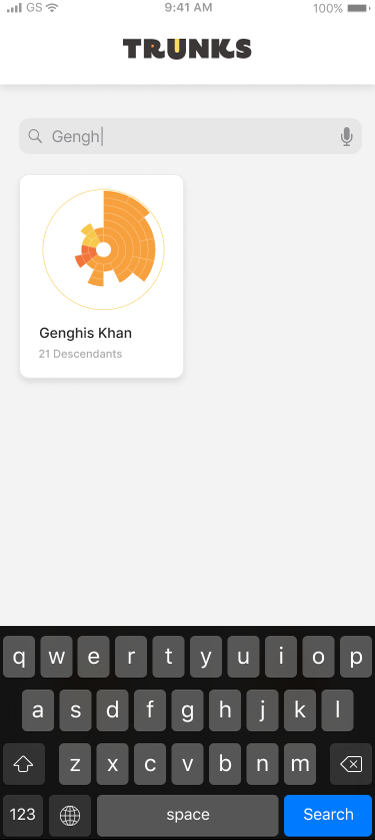 GS 9:41 AM 100%
TRUNKS
Gengh
Genghis Khan
21 Descendants
q w e r t y u i o p
a s d f g h j k l
z x c v b n m
123 space Search